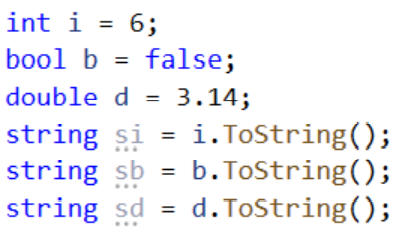 int i = 6;
bool b = false;
double d = 3.14;
string si = i.ToString();
string sb = b.ToString();
string sd = d.ToString();